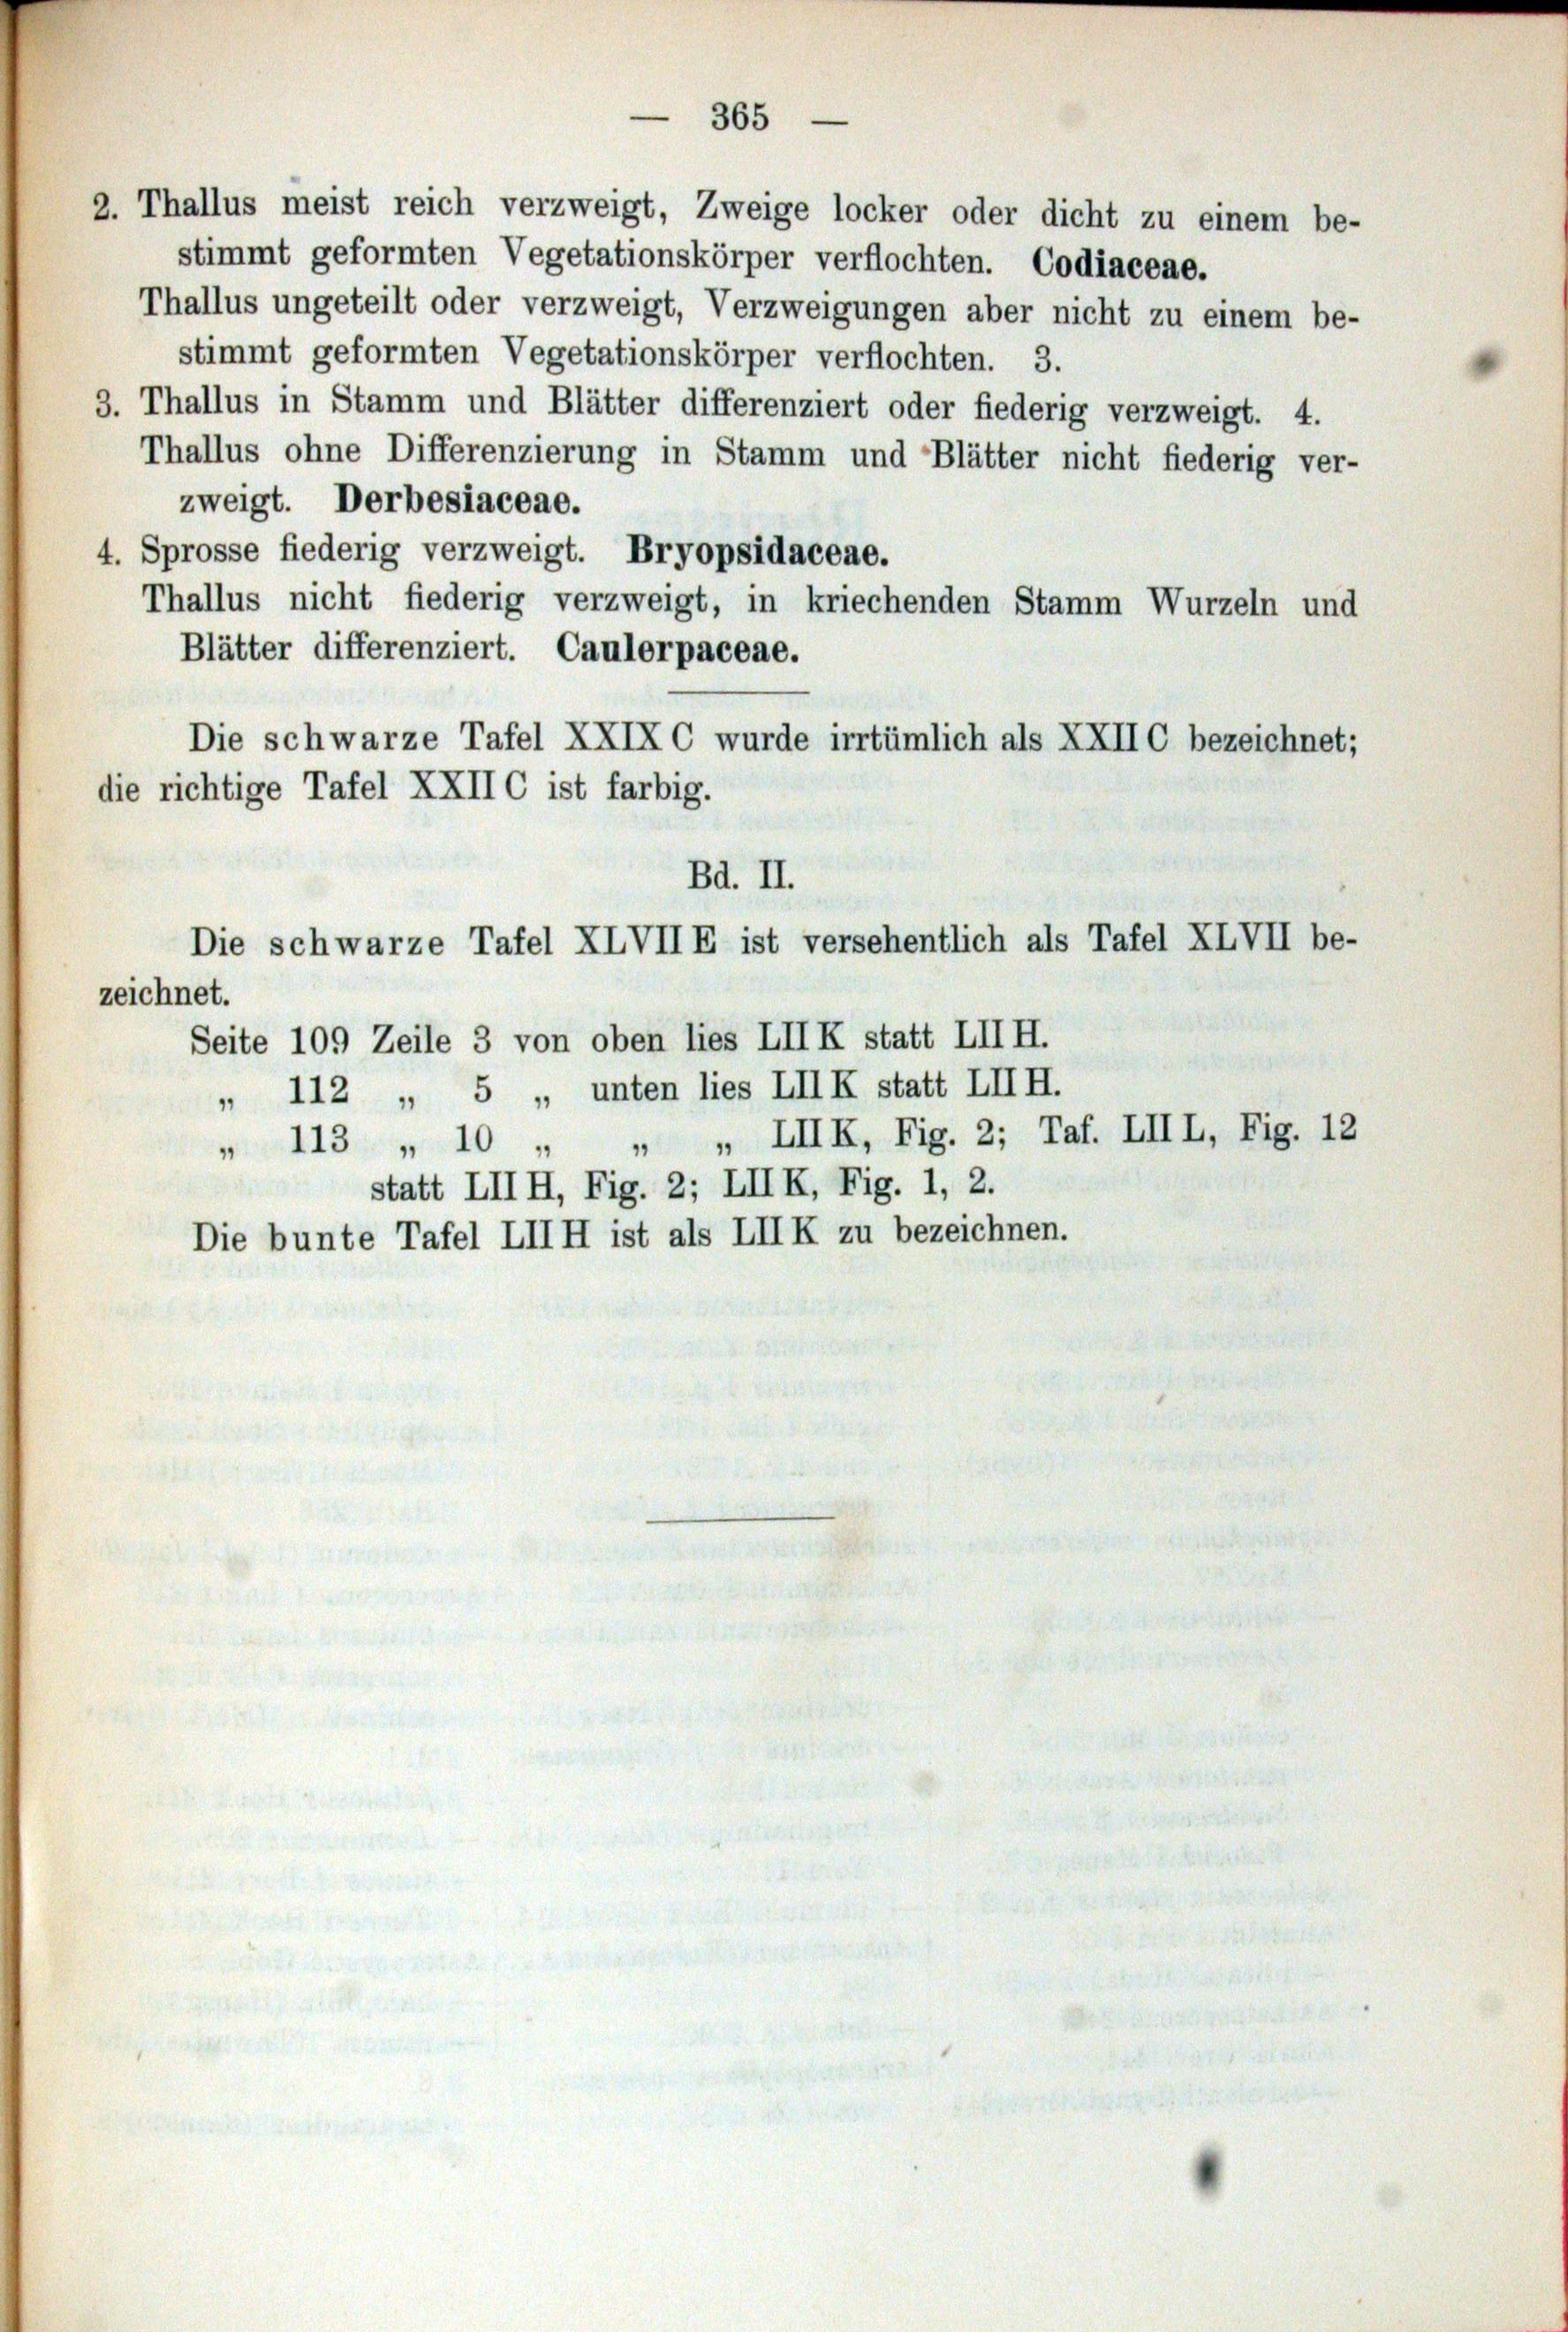 — 365 —
2. Thallus meist reich verzweigt, Zweige locker oder dicht zu einem be-
stimmt geformten Vegetationskörper verflochten. Codiaceae.
Thallus ungeteilt oder verzweigt, Verzweigungen aber nicht zu einem be-
stimmt geformten Vegetationskörper verflochten. 3.
3. Thallus in Stamm und Blätter differenziert oder fiederig verzweigt. 4.
Thallus ohne Differenzierung in Stamm und Blätter nicht fiederig ver-
zweigt. Derbesiaceae.
4. Sprosse fiederig verzweigt. Bryopsidaceae.
Thallus nicht fiederig verzweigt, in kriechenden Stamm Wurzeln und
Blätter differenziert. Caulerpaceae.
Die schwarze Tafel XXIX C wurde irrtümlich als XXII C bezeichnet;
die richtige Tafel XXII C ist farbig.
Bd. II.
Die schwarze Tafel XLVII E ist versehentlich als Tafel XLVII be-
zeichnet.
Seite 109 Zeile 3 von oben lies LII K statt LII H.
„ 112 „ 5 „ unten lies LII K statt LII H.
„ 113 „ 10 „ „ „ LII K, Fig. 2; Taf. LII L, Fig. 12
statt LII H, Fig. 2; LII K, Fig. 1, 2.
Die bunte Tafel LII H ist als LII K zu bezeichnen.